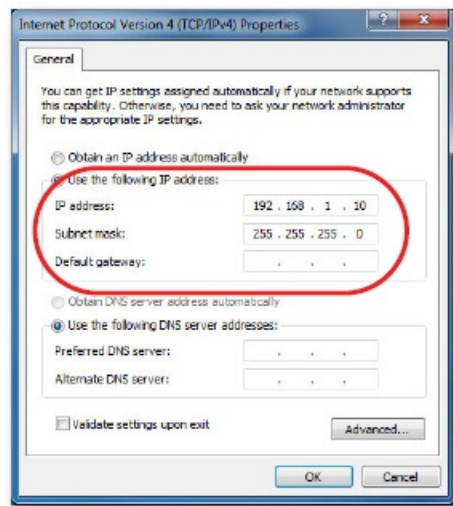 Internet Protocol Version 4 (TCP/IPv4) Properties
General
You can get IP settings assigned automatically if your network supports
this capability. Otherwise, you need to ask your network administrator
for the appropriate IP settings.
Obtain an IP address automatically
Use the following IP address:
IP address: 192 . 168 . 1 . 10
Subnet mask: 255 . 255 . 255 . 0
Default gateway: . . .
Obtain DNS server address automatically
Use the following DNS server addresses:
Preferred DNS server: . . .
Alternate DNS server: . . .
Validate settings upon exit
Advanced...
OK Cancel